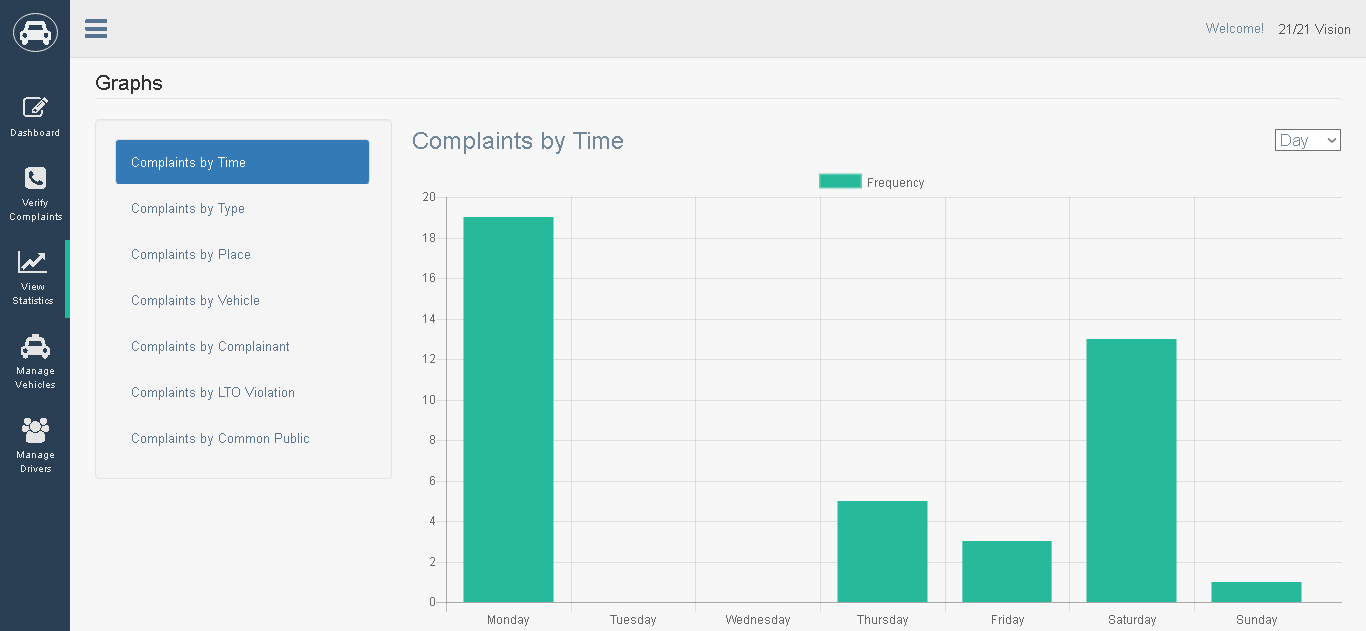 Welcome! 21/21 Vision
Dashboard
Verify
Complaints
View
Statistics
Manage
Vehicles
Manage
Drivers
Graphs
Complaints by Time
Complaints by Type
Complaints by Place
Complaints by Vehicle
Complaints by Complainant
Complaints by LTO Violation
Complaints by Common Public
Complaints by Time
Day
Frequency
20
18
16
14
12
10
8
6
4
2
0
Monday Tuesday Wednesday Thursday Friday Saturday Sunday